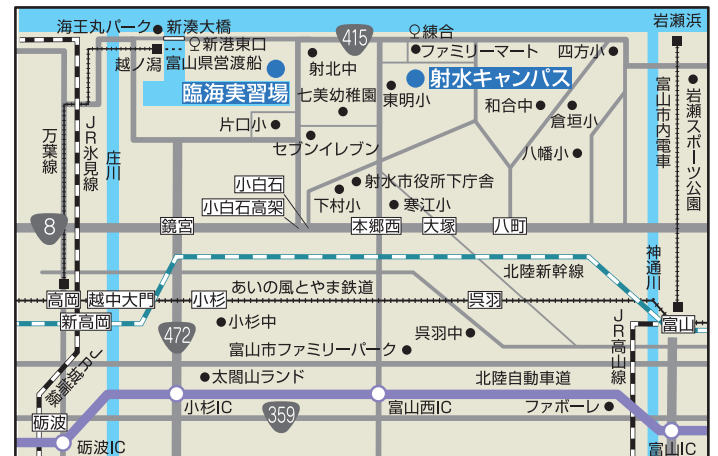 海王丸パーク
新湊大橋
岩瀬浜
415
練合
新港東口
越ノ潟
富山県営渡船
ファミリーマート
四方小
射北中
臨海実習場
射水キャンパス
七美幼稚園
東明小
和合中
倉垣小
岩瀬スポーツ公園
富山市内電車
片口小
セブンイレブン
八幡小
万葉線
JR氷見線
庄川
小白石
射水市役所下庁舎
小白石高架
下村小
寒江小
8
鏡宮
本郷西
大塚
八町
神通川
北陸新幹線
あいの風とやま鉄道
高岡
越中大門
小杉
呉羽
新高岡
富山
小杉中
呉羽中
472
富山市ファミリーパーク
JR高山線
JR城端線
太閤山ランド
北陸自動車道
小杉IC
359
富山西IC
ファボーレ
砺波
砺波IC
富山IC